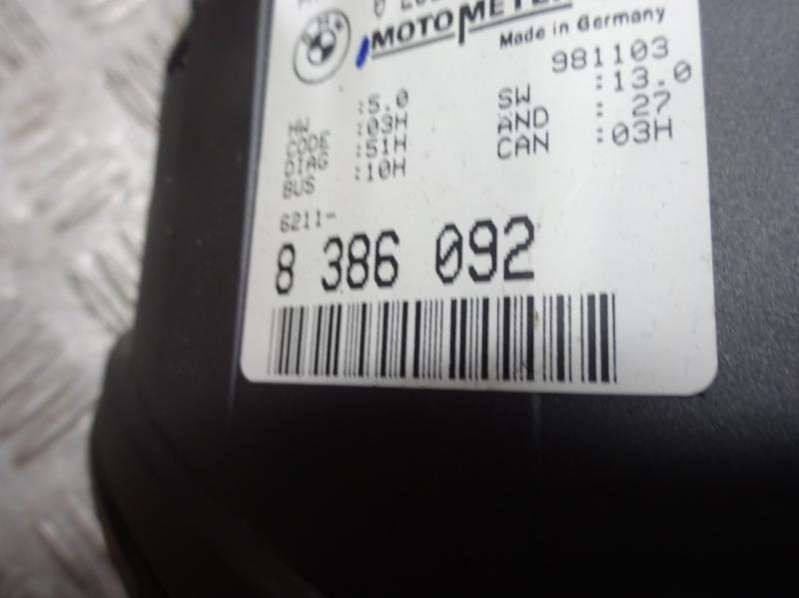 MOTOMETER
Made in Germany
981103
HW :5.0 SW :13.0
CODE :03H AND : 27
DIAG :51H CAN :03H
BUS :10H
6211-
8 386 092